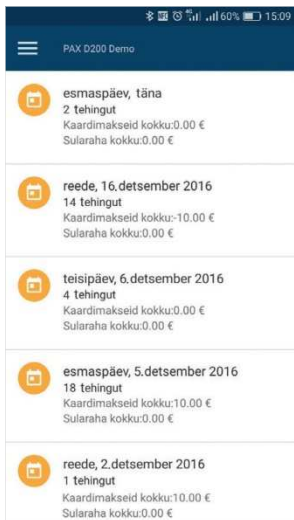 4G 60% 15:09
PAX D200 Demo
esmaspäev, täna
2 tehingut
Kaardimakseid kokku:0.00 €
Sularaha kokku:0.00 €
reede, 16.detsember 2016
14 tehingut
Kaardimakseid kokku:-10.00 €
Sularaha kokku:0.00 €
teisipäev, 6.detsember 2016
4 tehingut
Kaardimakseid kokku:0.00 €
Sularaha kokku:0.00 €
esmaspäev, 5.detsember 2016
18 tehingut
Kaardimakseid kokku:10.00 €
Sularaha kokku:0.00 €
reede, 2.detsember 2016
1 tehingut
Kaardimakseid kokku:10.00 €
Sularaha kokku:0.00 €